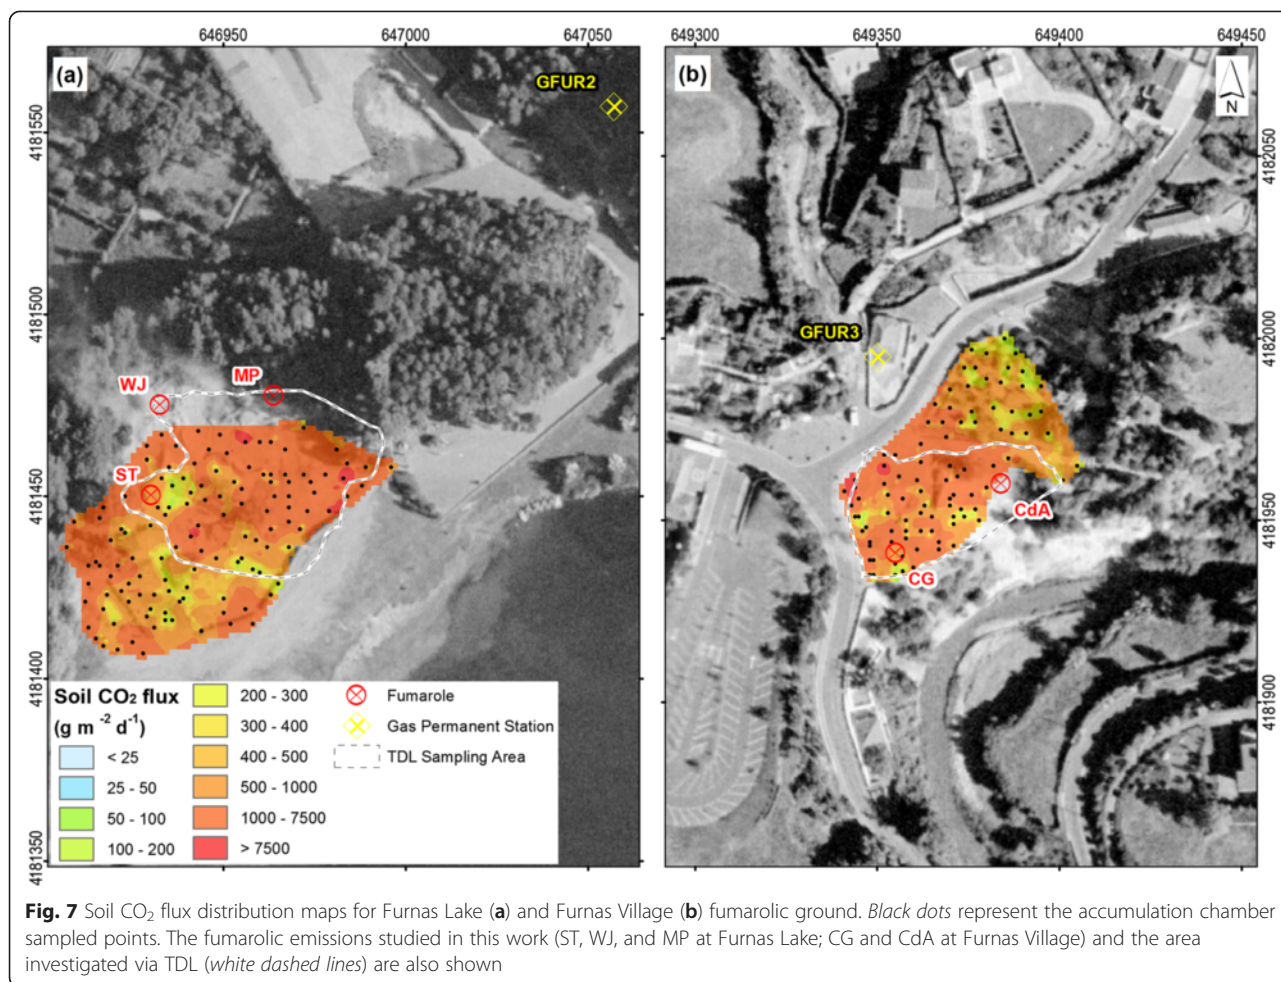 646950 647000 647050 649300 649350 649400 649450
(a)
GFUR2
4181550
4181500
4181450
4181400
4181350
WJ
MP
ST
Soil CO₂ flux
(g m⁻² d⁻¹)
< 25
25 - 50
50 - 100
100 - 200
200 - 300
300 - 400
400 - 500
500 - 1000
1000 - 7500
> 7500
Fumarole
Gas Permanent Station
TDL Sampling Area
(b)
N
GFUR3
CdA
CG
4182050
4182000
4181950
4181900
Fig. 7 Soil CO₂ flux distribution maps for Furnas Lake (a) and Furnas Village (b) fumarolic ground. Black dots represent the accumulation chamber
sampled points. The fumarolic emissions studied in this work (ST, WJ, and MP at Furnas Lake; CG and CdA at Furnas Village) and the area
investigated via TDL (white dashed lines) are also shown